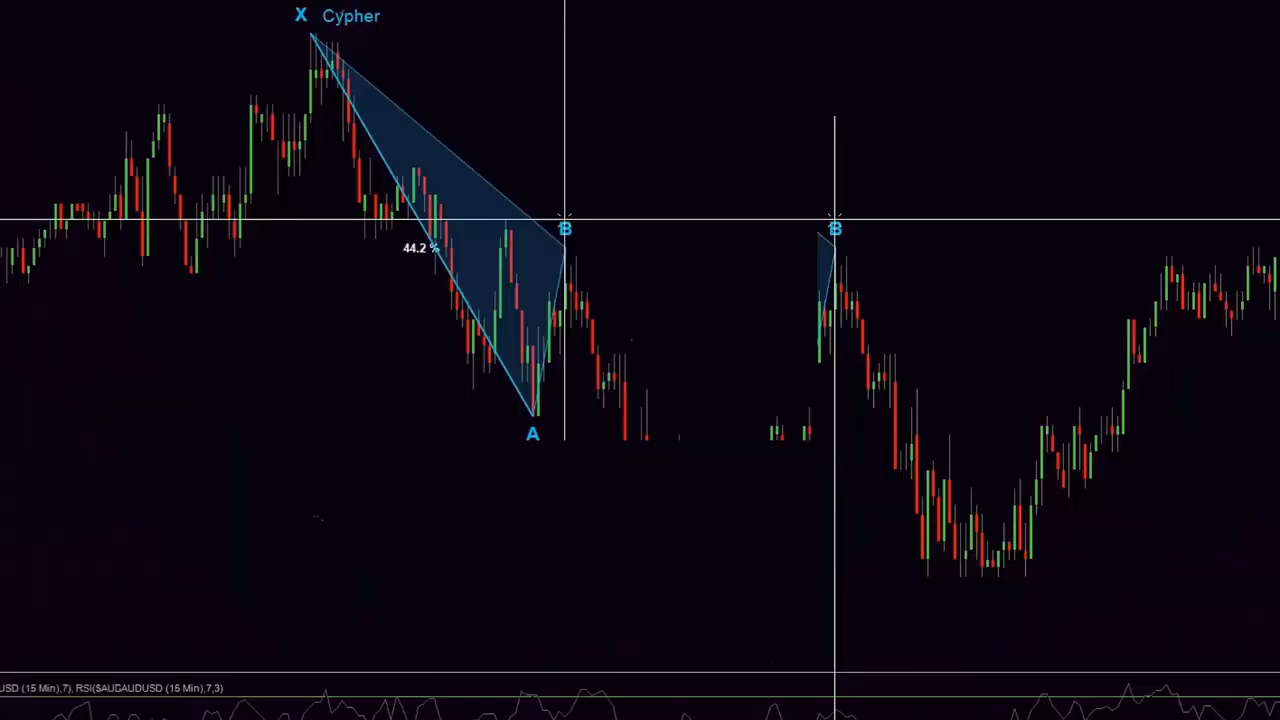 X Cypher
B B
44.2 %
A
USD (15 Min),7), RSI($AUDAUDUSD (15 Min),7,3)